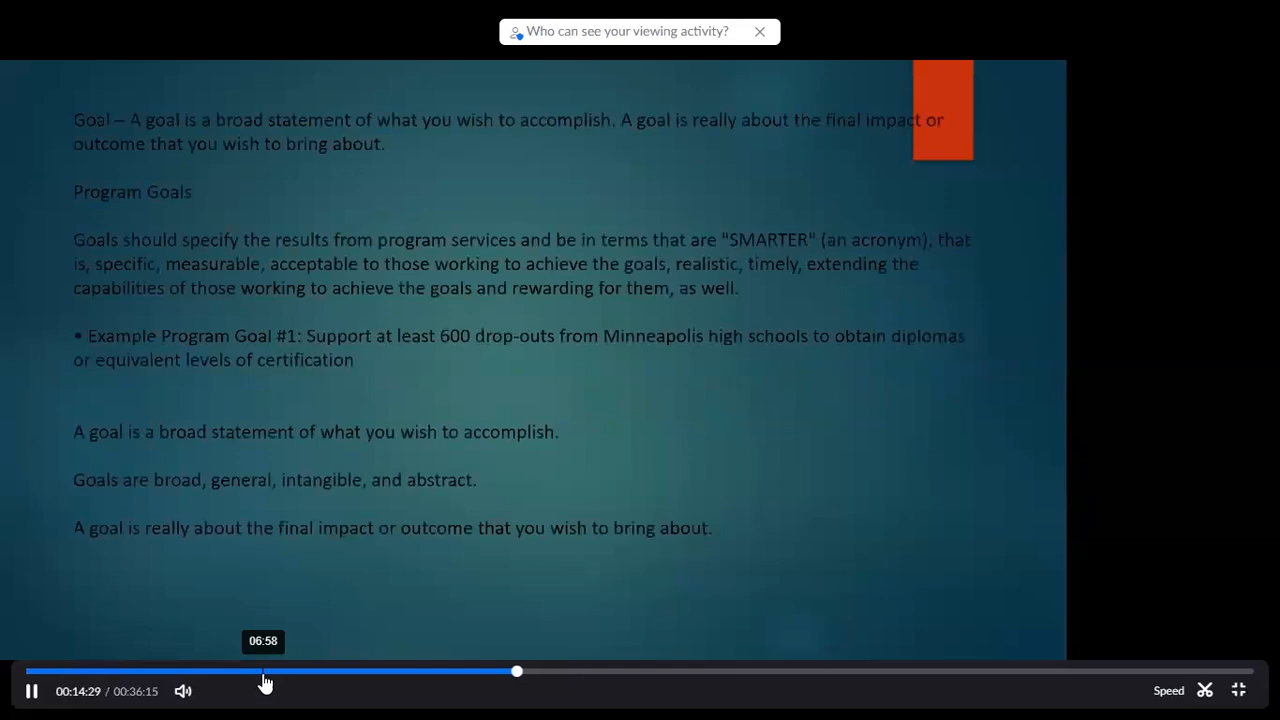 Who can see your viewing activity?
Goal – A goal is a broad statement of what you wish to accomplish. A goal is really about the final impact or
outcome that you wish to bring about.
Program Goals
Goals should specify the results from program services and be in terms that are "SMARTER" (an acronym), that
is, specific, measurable, acceptable to those working to achieve the goals, realistic, timely, extending the
capabilities of those working to achieve the goals and rewarding for them, as well.
• Example Program Goal #1: Support at least 600 drop-outs from Minneapolis high schools to obtain diplomas
or equivalent levels of certification
A goal is a broad statement of what you wish to accomplish.
Goals are broad, general, intangible, and abstract.
A goal is really about the final impact or outcome that you wish to bring about.
06:58
00:14:29 / 00:36:15 Speed